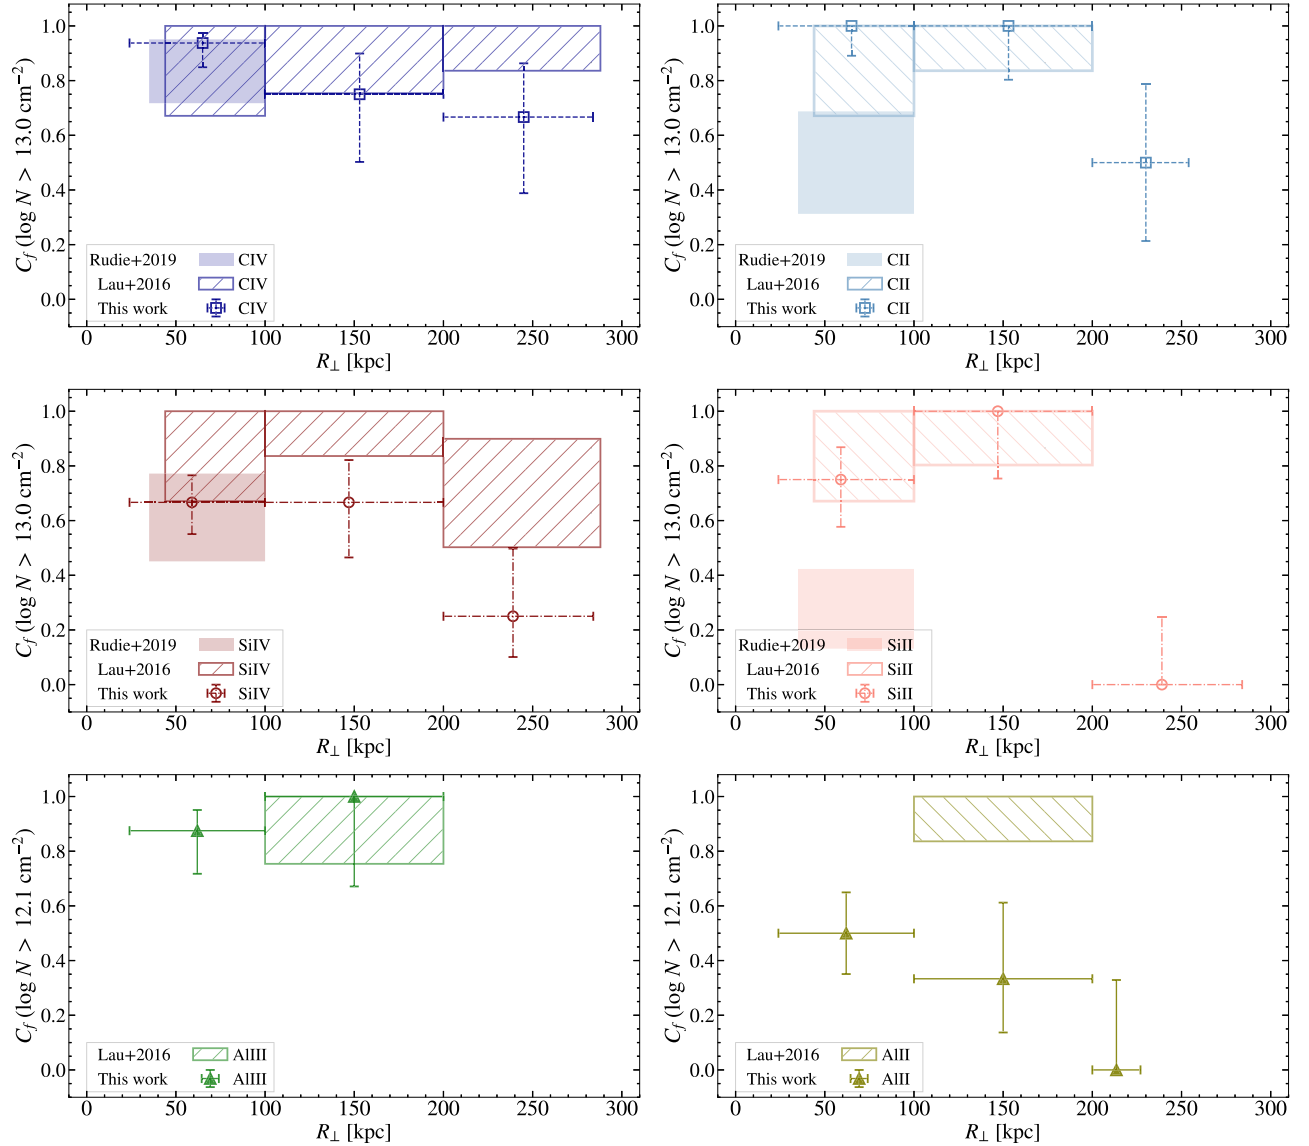 1.0
0.8
0.6
0.4
0.2
0.0
C_f (log N > 13.0 cm⁻²)
Rudie+2019 CIV
Lau+2016 CIV
This work CIV
0 50 100 150 200 250 300
R⊥ [kpc]
1.0
0.8
0.6
0.4
0.2
0.0
C_f (log N > 13.0 cm⁻²)
Rudie+2019 CII
Lau+2016 CII
This work CII
0 50 100 150 200 250 300
R⊥ [kpc]
1.0
0.8
0.6
0.4
0.2
0.0
C_f (log N > 13.0 cm⁻²)
Rudie+2019 SiIV
Lau+2016 SiIV
This work SiIV
0 50 100 150 200 250 300
R⊥ [kpc]
1.0
0.8
0.6
0.4
0.2
0.0
C_f (log N > 13.0 cm⁻²)
Rudie+2019 SiII
Lau+2016 SiII
This work SiII
0 50 100 150 200 250 300
R⊥ [kpc]
1.0
0.8
0.6
0.4
0.2
0.0
C_f (log N > 12.1 cm⁻²)
Lau+2016 AlIII
This work AlIII
0 50 100 150 200 250 300
R⊥ [kpc]
1.0
0.8
0.6
0.4
0.2
0.0
C_f (log N > 12.1 cm⁻²)
Lau+2016 AlII
This work AlII
0 50 100 150 200 250 300
R⊥ [kpc]